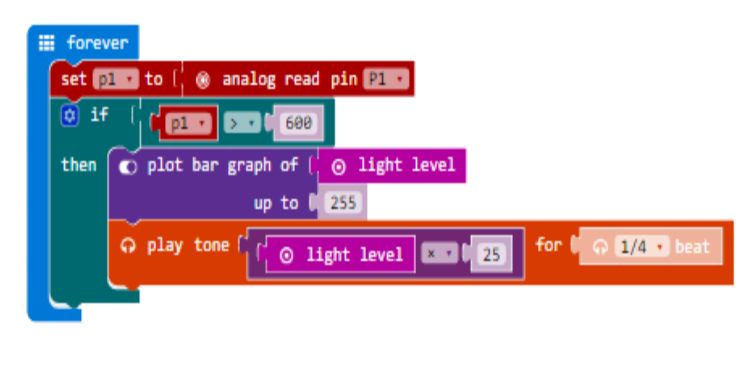 forever
set p1 to analog read pin P1
if p1 > 600
then plot bar graph of light level
up to 255
play tone light level × 25 for 1/4 beat